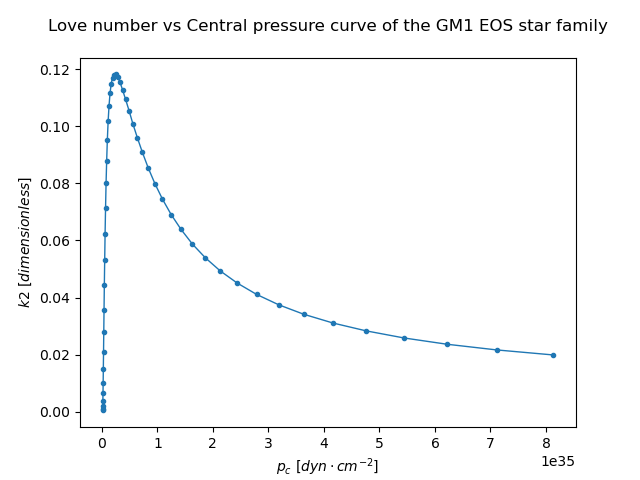 Love number vs Central pressure curve of the GM1 EOS star family
0.12
0.10
0.08
0.06
0.04
0.02
0.00
k2 [dimensionless]
0 1 2 3 4 5 6 7 8
1e35
p_c [dyn · cm^{-2}]